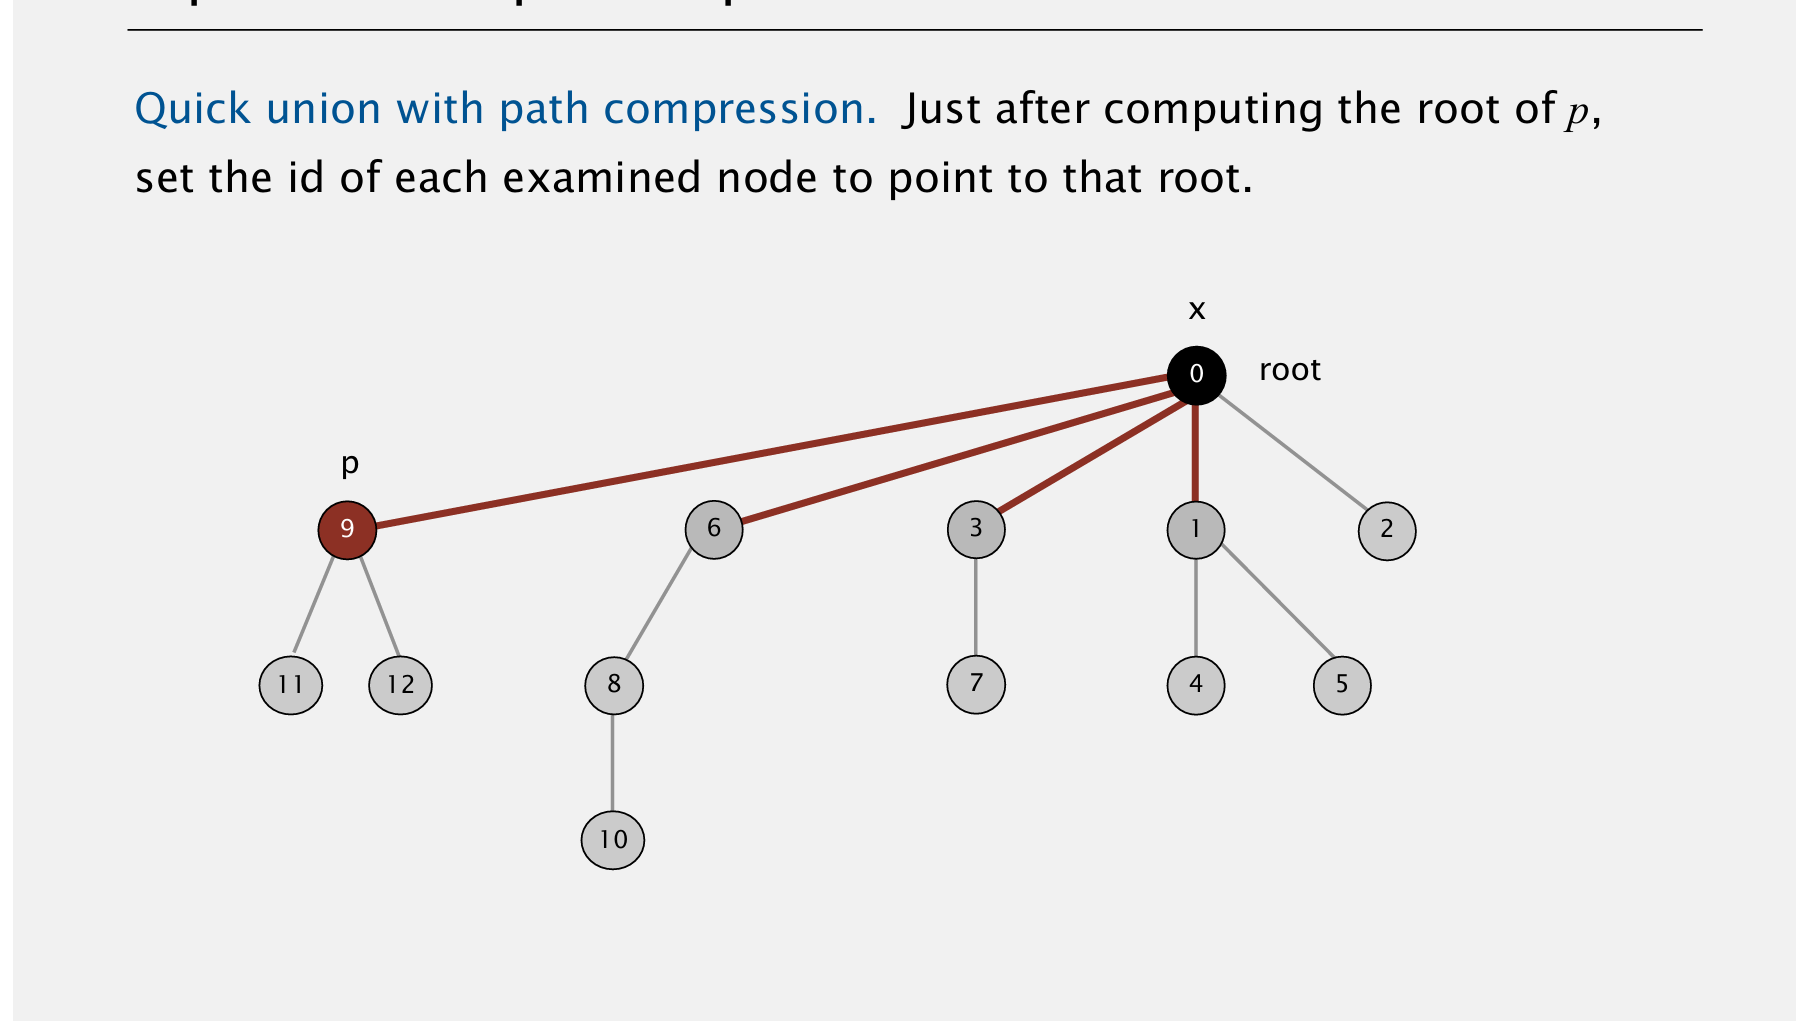 Quick union with path compression. Just after computing the root of p,
set the id of each examined node to point to that root.
x
0 root
p
9 6 3 1 2
11 12 8 7 4 5
10